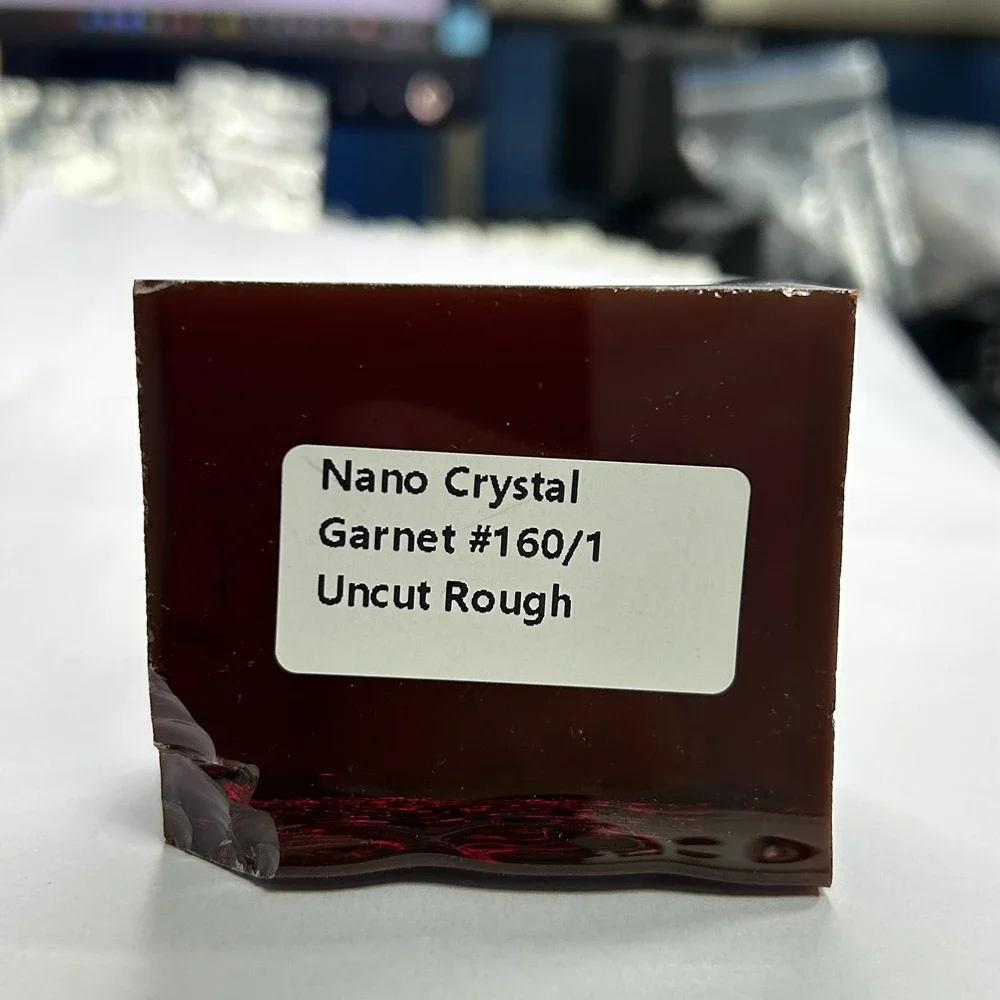 Nano Crystal
Garnet #160/1
Uncut Rough